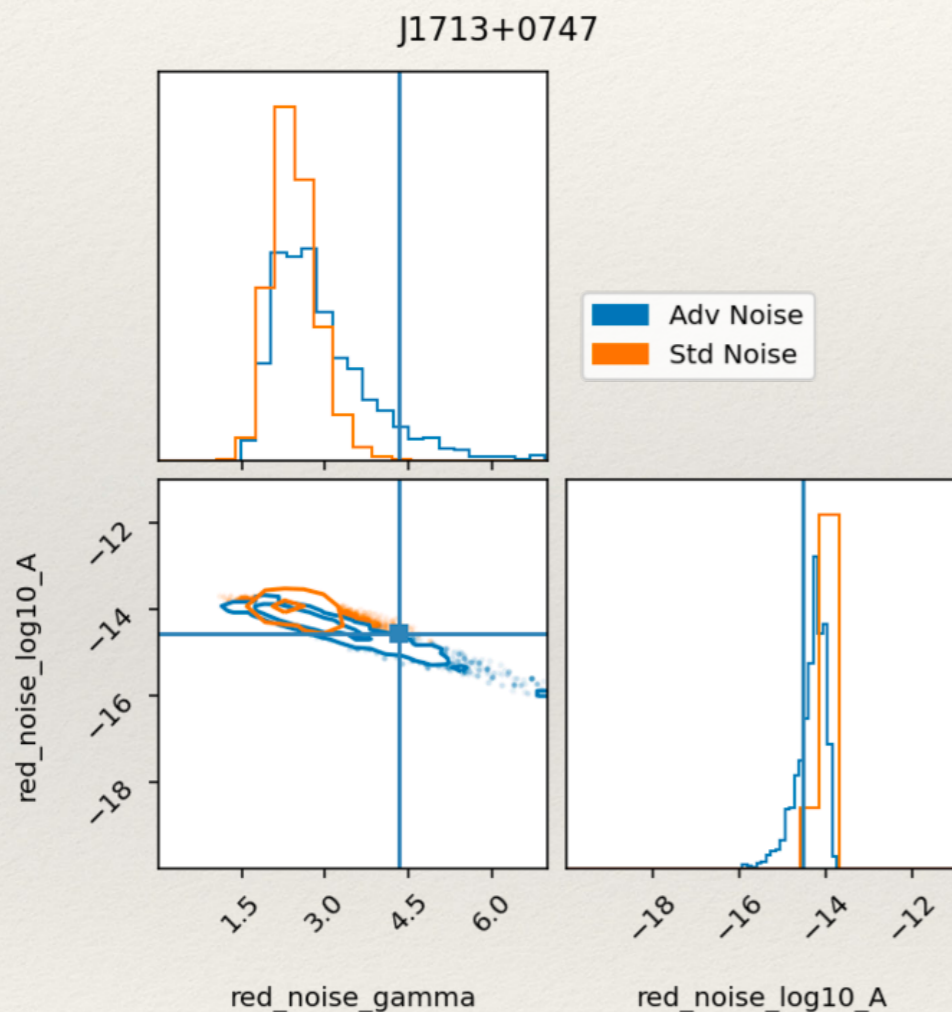 J1713+0747
Adv Noise
Std Noise
red_noise_log10_A
−12
−14
−16
−18
1.5
3.0
4.5
6.0
−18
−16
−14
−12
red_noise_gamma
red_noise_log10_A